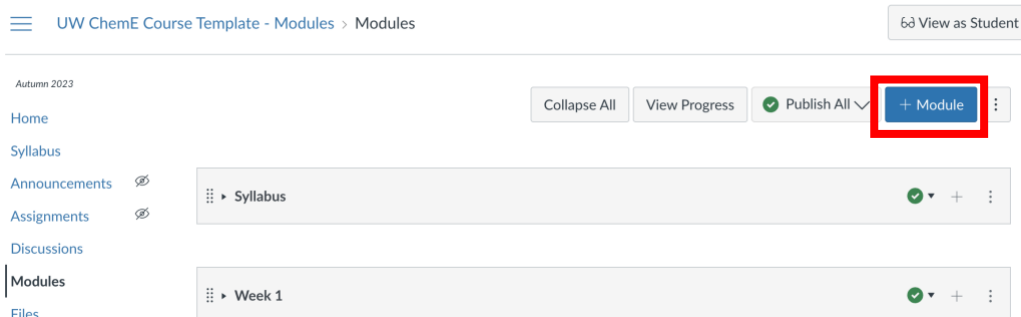 UW ChemE Course Template - Modules > Modules
View as Student
Autumn 2023
Collapse All View Progress Publish All + Module
Home
Syllabus
Announcements
Assignments
Discussions
Modules
Files
Syllabus
Week 1